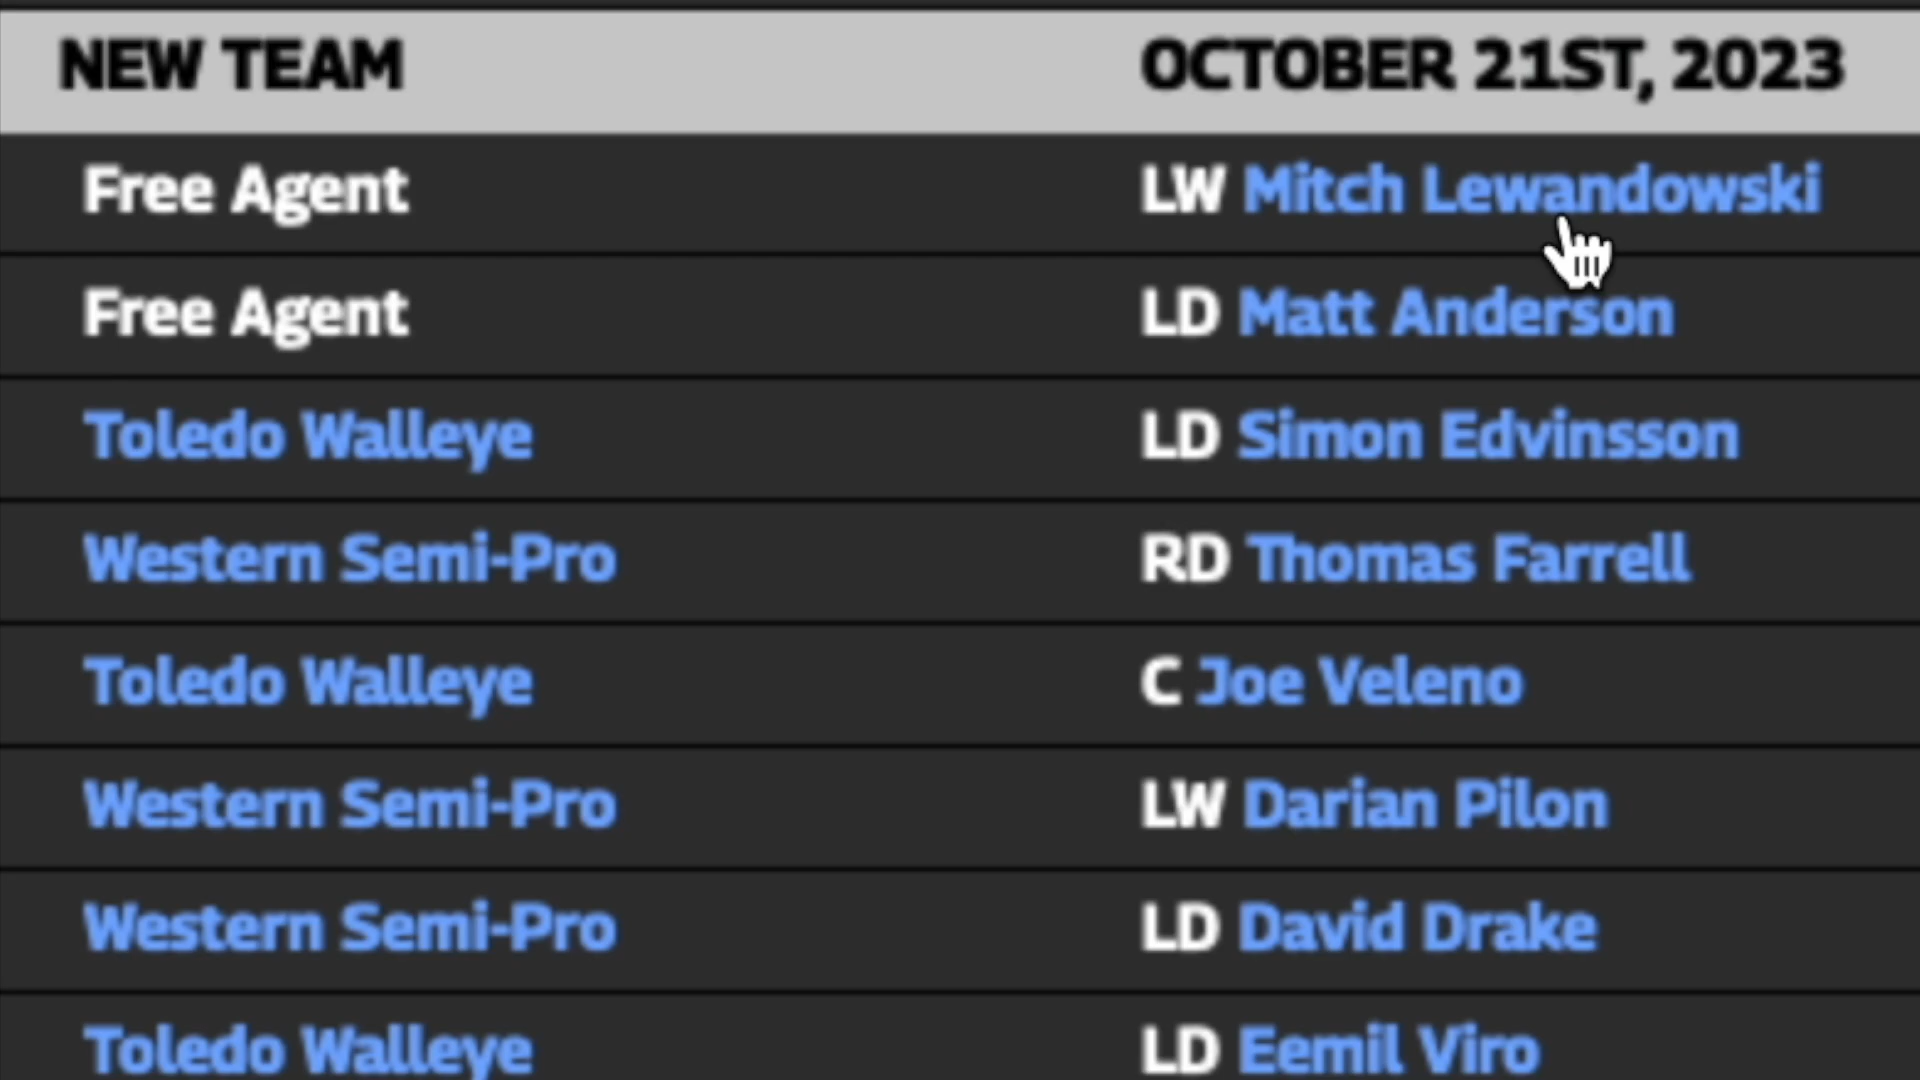 NEW TEAM OCTOBER 21ST, 2023
Free Agent LW Mitch Lewandowski
Free Agent LD Matt Anderson
Toledo Walleye LD Simon Edvinsson
Western Semi-Pro RD Thomas Farrell
Toledo Walleye C Joe Veleno
Western Semi-Pro LW Darian Pilon
Western Semi-Pro LD David Drake
Toledo Walleye LD Eemil Viro